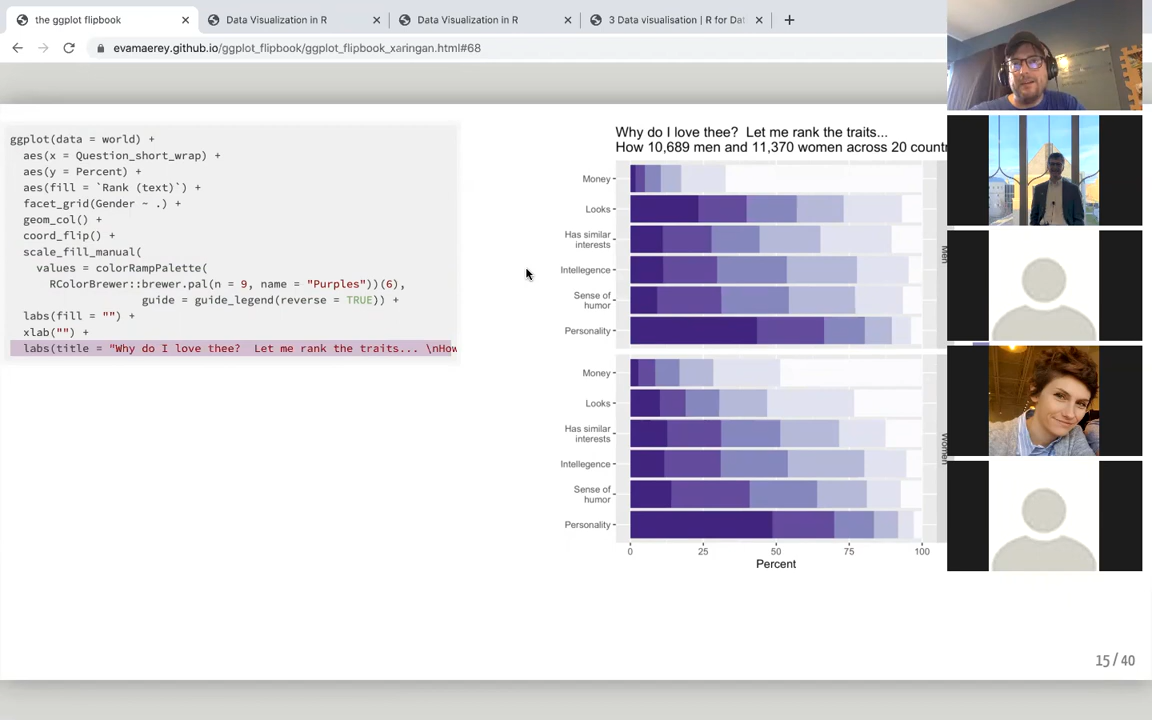 the ggplot flipbook
Data Visualization in R
Data Visualization in R
3 Data visualisation | R for Dat
evamaerey.github.io/ggplot_flipbook/ggplot_flipbook_xaringan.html#68
ggplot(data = world) +
aes(x = Question_short_wrap) +
aes(y = Percent) +
aes(fill = `Rank (text)`) +
facet_grid(Gender ~ .) +
geom_col() +
coord_flip() +
scale_fill_manual(
values = colorRampPalette(
RColorBrewer::brewer.pal(n = 9, name = "Purples"))(6),
guide = guide_legend(reverse = TRUE)) +
labs(fill = "") +
xlab("") +
labs(title = "Why do I love thee?  Let me rank the traits... \nHow
Why do I love thee?  Let me rank the traits...
How 10,689 men and 11,370 women across 20 countr
Money
Looks
Has similar
interests
Intellegence
Sense of
humor
Personality
Men
Money
Looks
Has similar
interests
Intellegence
Sense of
humor
Personality
Women
0
25
50
75
100
Percent
15 / 40